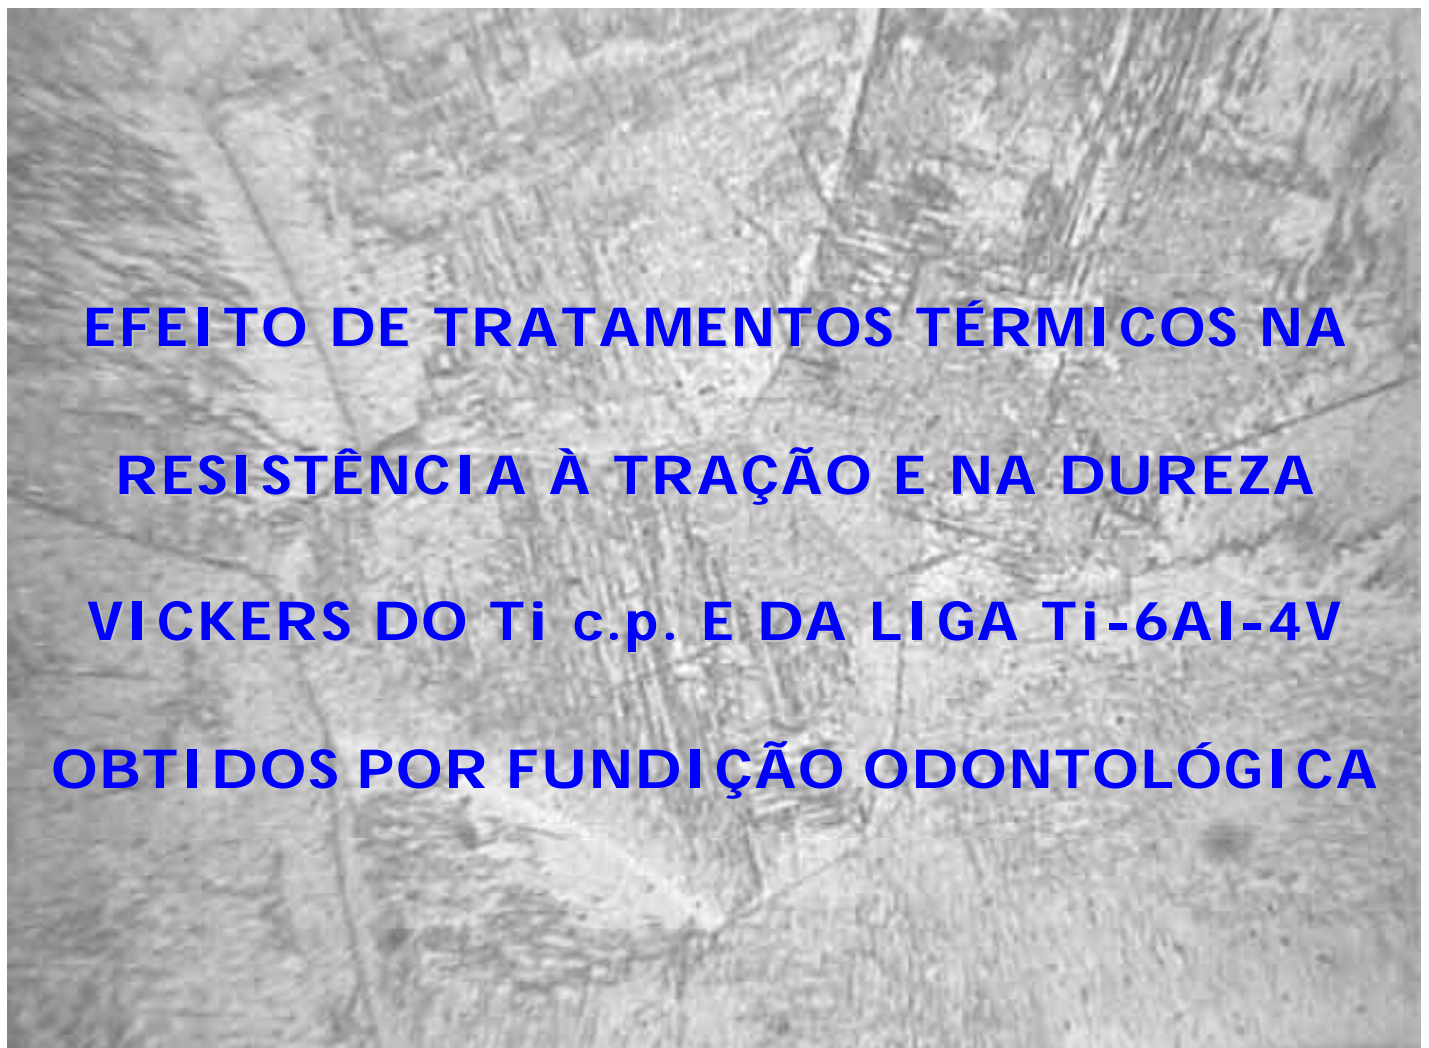 EFEITO DE TRATAMENTOS TÉRMICOS NA
RESISTÊNCIA À TRAÇÃO E NA DUREZA
VICKERS DO Ti c.p. E DA LIGA Ti-6Al-4V
OBTIDOS POR FUNDIÇÃO ODONTOLÓGICA